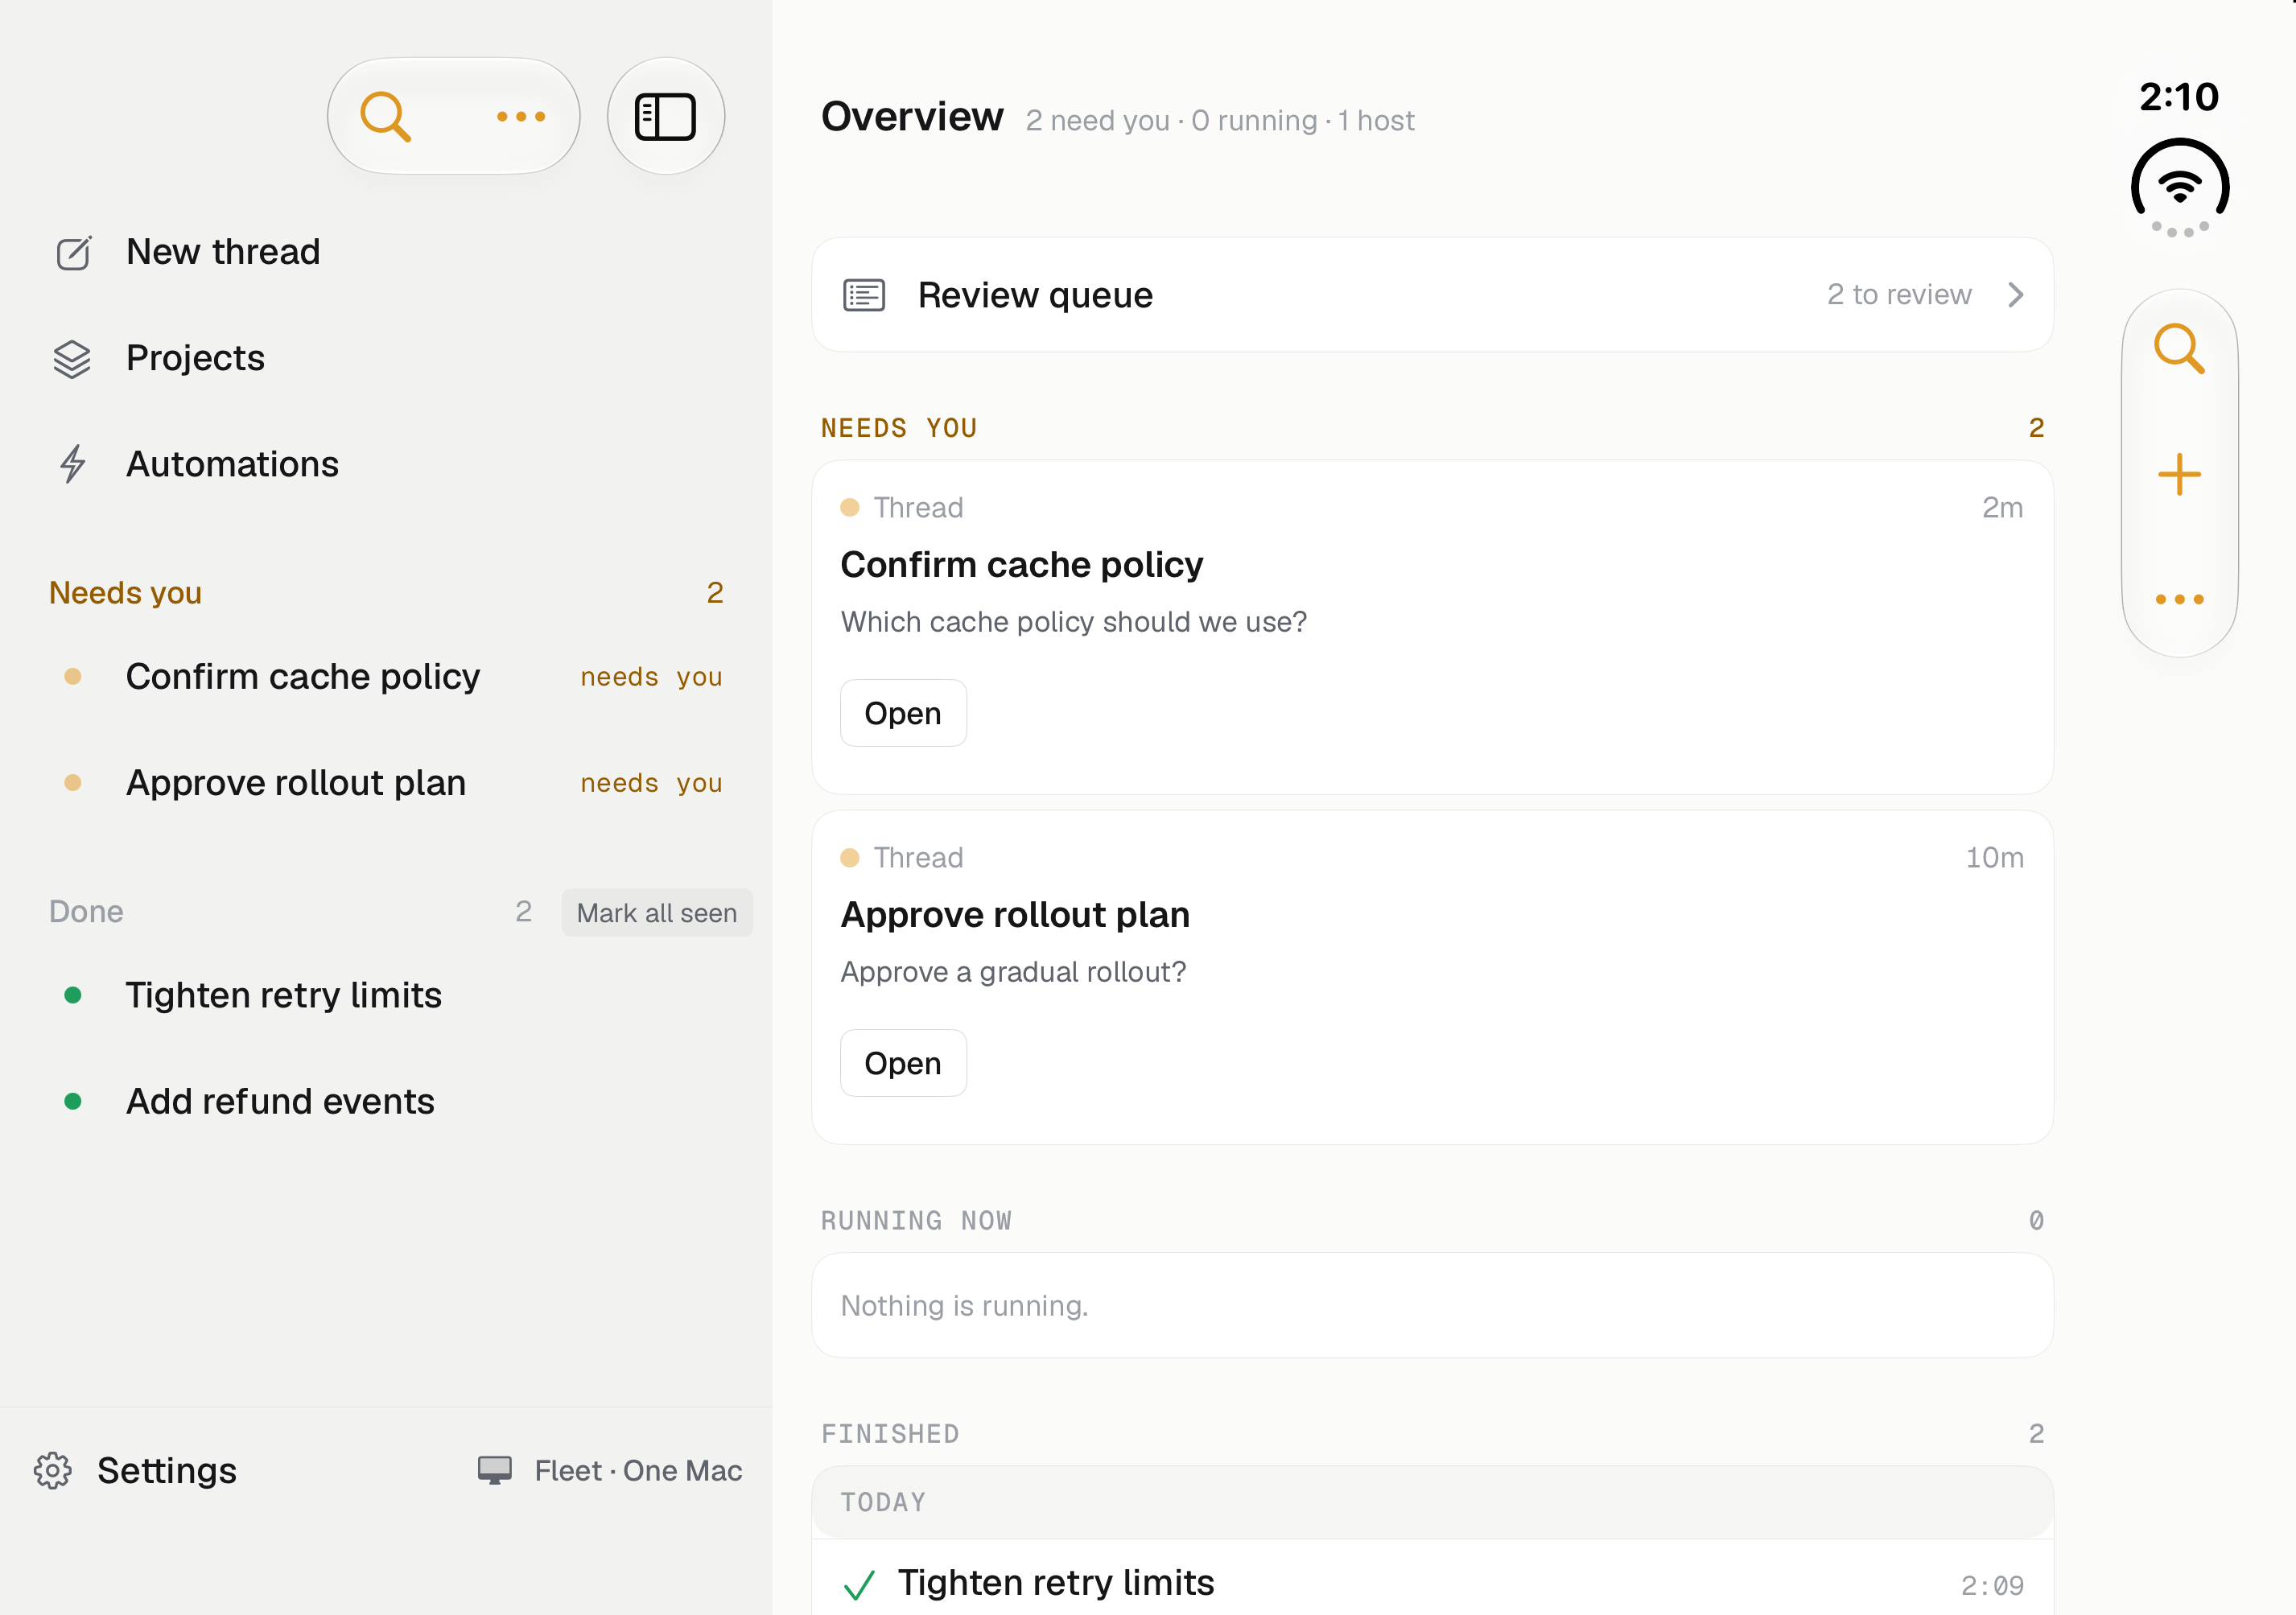 New thread
Projects
Automations
Needs you 2
Confirm cache policy needs you
Approve rollout plan needs you
Done 2 Mark all seen
Tighten retry limits
Add refund events
Settings Fleet · One Mac
Overview 2 need you · 0 running · 1 host
Review queue 2 to review
NEEDS YOU 2
Thread 2m
Confirm cache policy
Which cache policy should we use?
Open
Thread 10m
Approve rollout plan
Approve a gradual rollout?
Open
RUNNING NOW 0
Nothing is running.
FINISHED 2
TODAY
Tighten retry limits 2:09
2:10